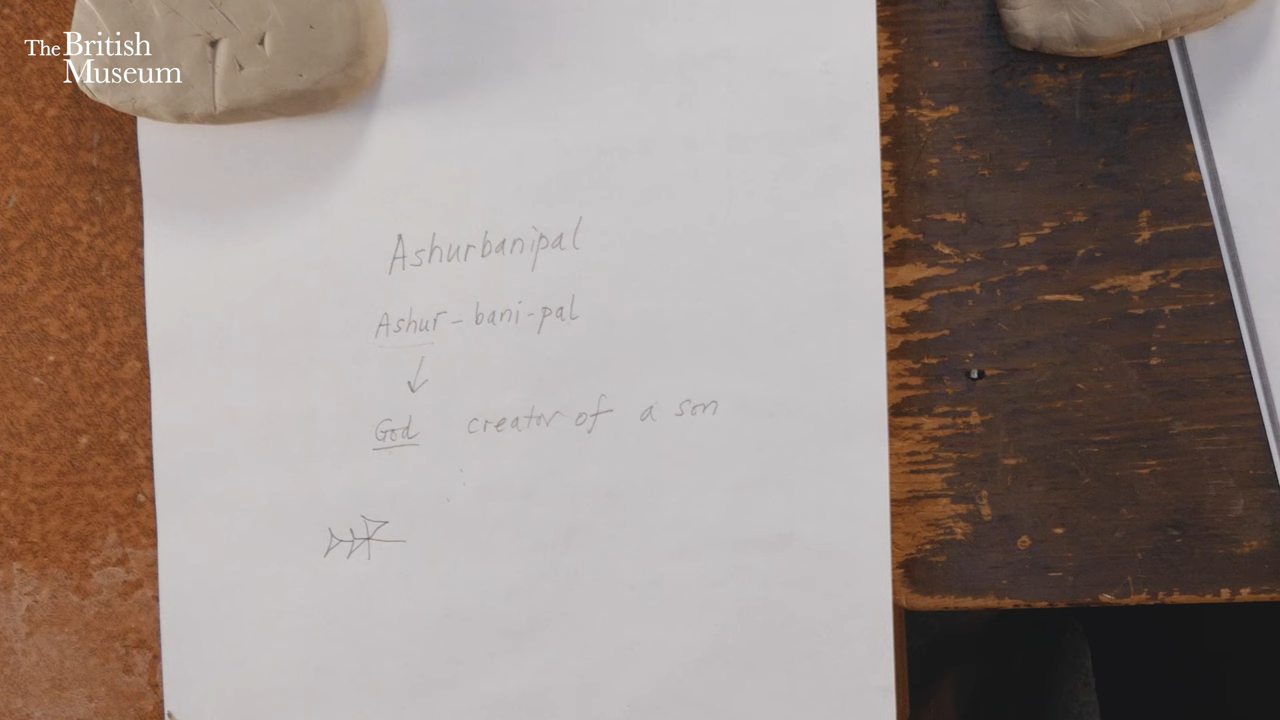 The British
Museum
Ashurbanipal
Ashur - bani - pal
↓
God creator of a son
𒀭